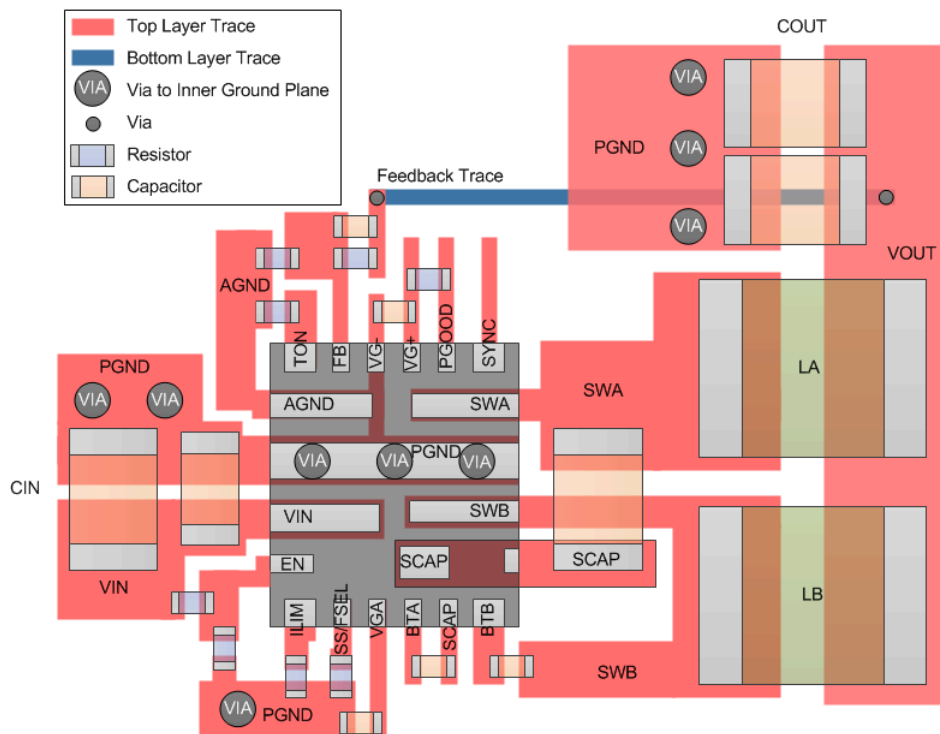 Top Layer Trace
Bottom Layer Trace
VIA Via to Inner Ground Plane
Via
Resistor
Capacitor
COUT
VIA
PGND VIA
VIA
Feedback Trace
VOUT
AGND
TON
FB
VG-
VG+
PGOOD
SYNC
PGND
VIA VIA
AGND
SWA
SWA
LA
PGND
VIA VIA VIA
CIN
VIN
SWB
EN
SCAP
SCAP
VIN
LB
ILIM
SS/FSEL
VGA
BTA
SCAP
BTB
SWB
VIA PGND